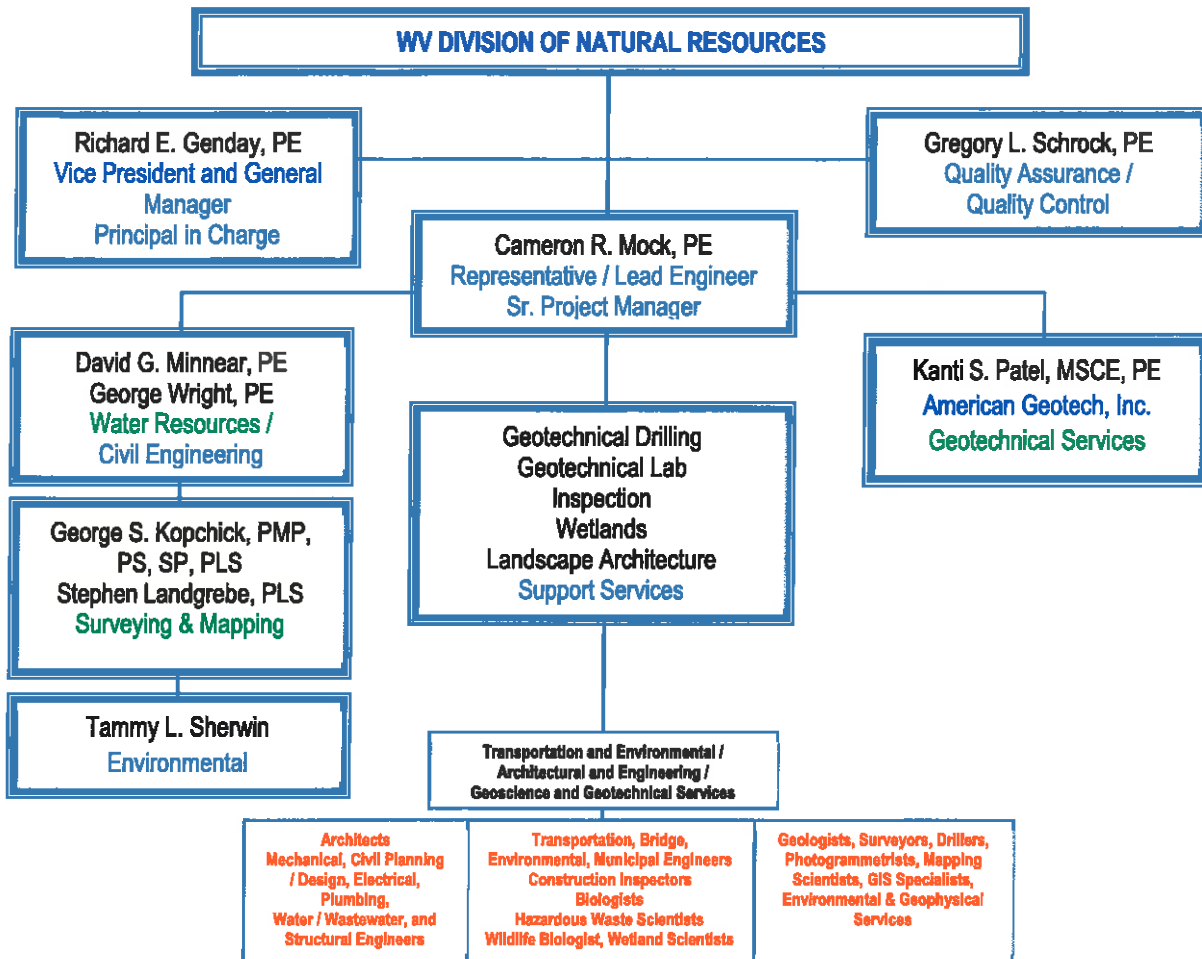 WV DIVISION OF NATURAL RESOURCES
Richard E. Genday, PE
Vice President and General
Manager
Principal in Charge
Gregory L. Schrock, PE
Quality Assurance /
Quality Control
Cameron R. Mock, PE
Representative / Lead Engineer
Sr. Project Manager
David G. Minnear, PE
George Wright, PE
Water Resources /
Civil Engineering
Kanti S. Patel, MSCE, PE
American Geotech, Inc.
Geotechnical Services
Geotechnical Drilling
Geotechnical Lab
Inspection
Wetlands
Landscape Architecture
Support Services
George S. Kopchick, PMP,
PS, SP, PLS
Stephen Landgrebe, PLS
Surveying & Mapping
Tammy L. Sherwin
Environmental
Transportation and Environmental /
Architectural and Engineering /
Geoscience and Geotechnical Services
Architects
Mechanical, Civil Planning
/ Design, Electrical,
Plumbing,
Water / Wastewater, and
Structural Engineers
Transportation, Bridge,
Environmental, Municipal Engineers
Construction Inspectors
Biologists
Hazardous Waste Scientists
Wildlife Biologist, Wetland Scientists
Geologists, Surveyors, Drillers,
Photogrammetrists, Mapping
Scientists, GIS Specialists,
Environmental & Geophysical
Services